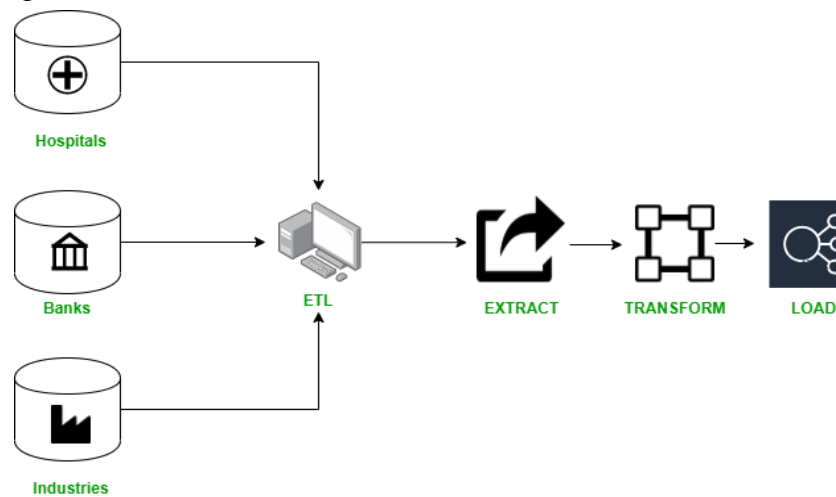 Hospitals
Banks
ETL
EXTRACT
TRANSFORM
LOAD
Industries